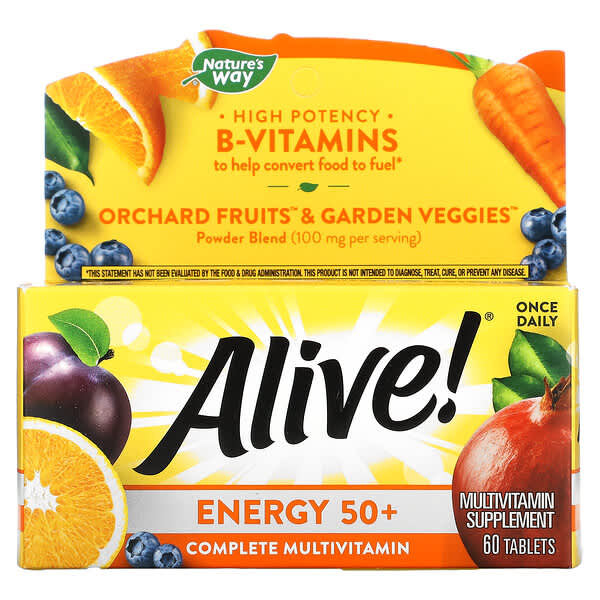 Nature's
Way®
• HIGH POTENCY •
B-VITAMINS
to help convert food to fuel*
ORCHARD FRUITS™ & GARDEN VEGGIES™
Powder Blend (100 mg per serving)
*THIS STATEMENT HAS NOT BEEN EVALUATED BY THE FOOD & DRUG ADMINISTRATION. THIS PRODUCT IS NOT INTENDED TO DIAGNOSE, TREAT, CURE, OR PREVENT ANY DISEASE.
ONCE
DAILY
Alive!®
ENERGY 50+
COMPLETE MULTIVITAMIN
MULTIVITAMIN
SUPPLEMENT
60 TABLETS